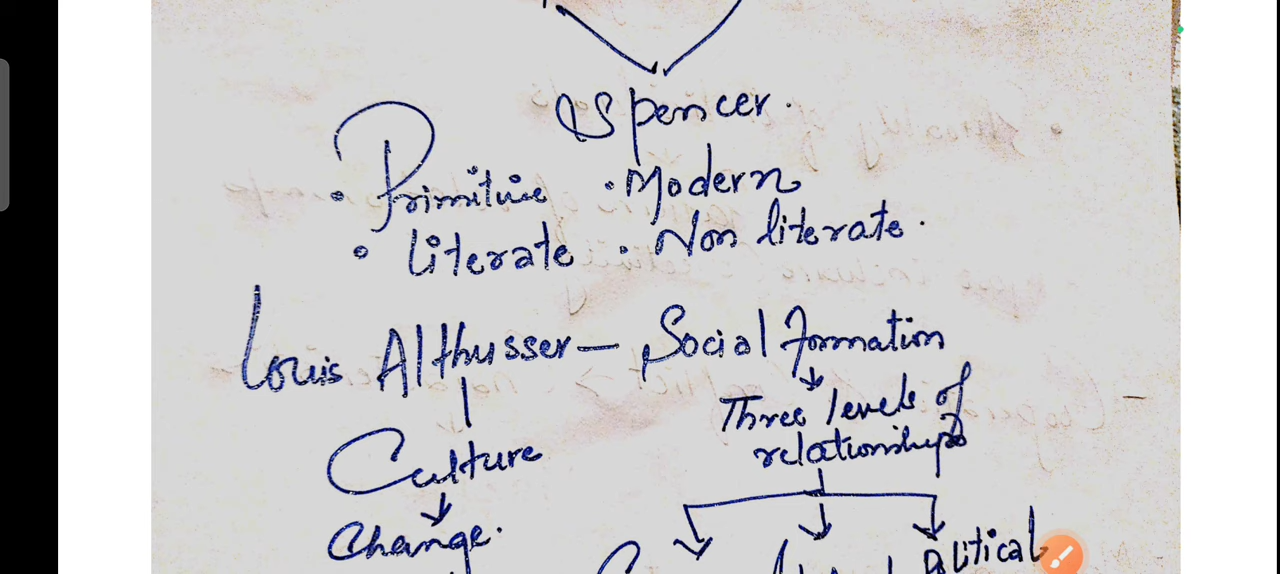 Spencer.
• Primitive • Modern
• literate • Non literate.
Louis Althusser — Social formation
Three levels of
relationships
Culture
Change.
Political